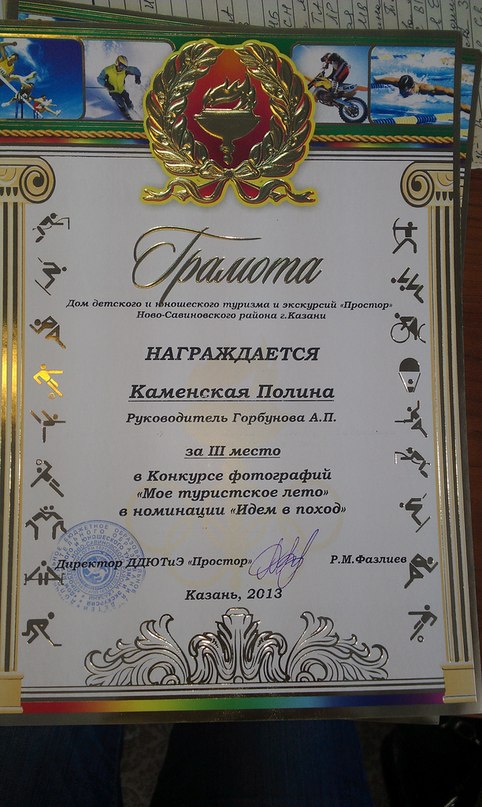 Грамота
Дом детского и юношеского туризма и экскурсий «Простор»
Ново-Савиновского района г.Казани
НАГРАЖДАЕТСЯ
Каменская Полина
Руководитель Горбунова А.П.
за III место
в Конкурсе фотографий
«Мое туристское лето»
в номинации «Идем в поход»
Директор ДДЮТиЭ «Простор» Р.М.Фазлиев
Казань, 2013